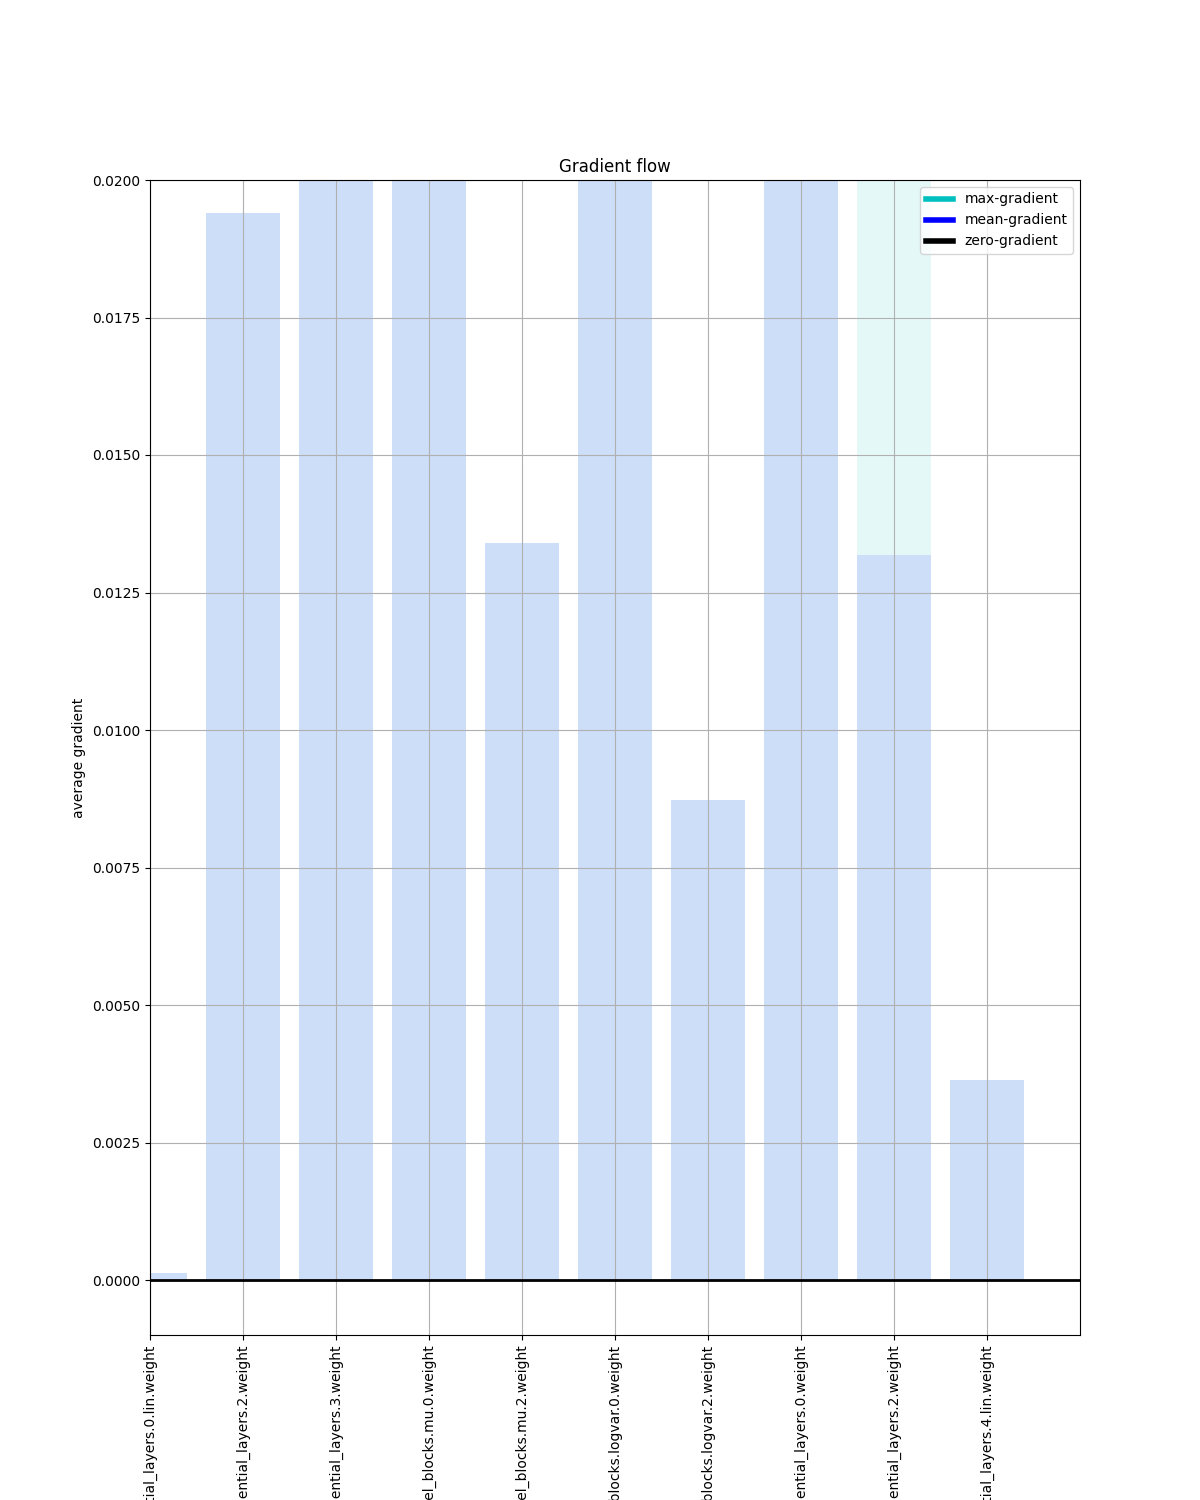 Gradient flow
max-gradient
mean-gradient
zero-gradient
0.0200
0.0175
0.0150
0.0125
0.0100
0.0075
0.0050
0.0025
0.0000
average gradient
tial_layers.0.lin.weight
ential_layers.2.weight
ential_layers.3.weight
el_blocks.mu.0.weight
el_blocks.mu.2.weight
blocks.logvar.0.weight
blocks.logvar.2.weight
ential_layers.0.weight
ential_layers.2.weight
tial_layers.4.lin.weight